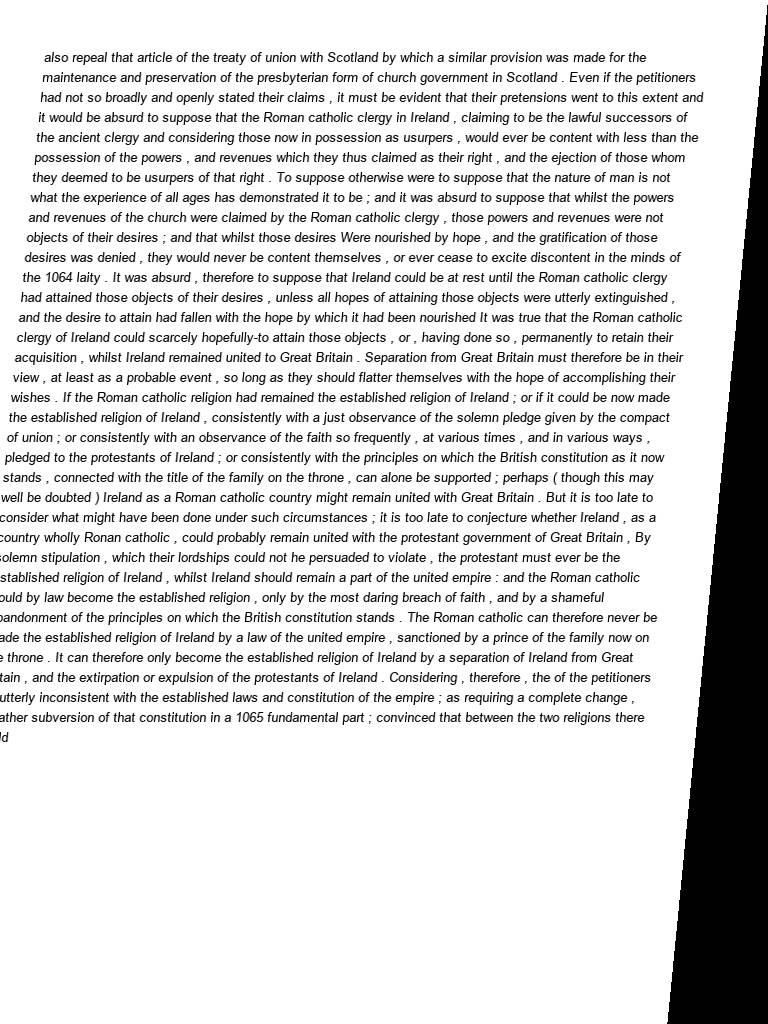 also repeal that article of the treaty of union with Scotland by which a similar provision was made for the
maintenance and preservation of the presbyterian form of church government in Scotland . Even if the petitioners
had not so broadly and openly stated their claims , it must be evident that their pretensions went to this extent and
it would be absurd to suppose that the Roman catholic clergy in Ireland , claiming to be the lawful successors of
the ancient clergy and considering those now in possession as usurpers , would ever be content with less than the
possession of the powers , and revenues which they thus claimed as their right , and the ejection of those whom
they deemed to be usurpers of that right . To suppose otherwise were to suppose that the nature of man is not
what the experience of all ages has demonstrated it to be ; and it was absurd to suppose that whilst the powers
and revenues of the church were claimed by the Roman catholic clergy , those powers and revenues were not
objects of their desires ; and that whilst those desires Were nourished by hope , and the gratification of those
desires was denied , they would never be content themselves , or ever cease to excite discontent in the minds of
the 1064 laity . It was absurd , therefore to suppose that Ireland could be at rest until the Roman catholic clergy
had attained those objects of their desires , unless all hopes of attaining those objects were utterly extinguished ,
and the desire to attain had fallen with the hope by which it had been nourished It was true that the Roman catholic
clergy of Ireland could scarcely hopefully-to attain those objects , or , having done so , permanently to retain their
acquisition , whilst Ireland remained united to Great Britain . Separation from Great Britain must therefore be in their
view , at least as a probable event , so long as they should flatter themselves with the hope of accomplishing their
wishes . If the Roman catholic religion had remained the established religion of Ireland ; or if it could be now made
the established religion of Ireland , consistently with a just observance of the solemn pledge given by the compact
of union ; or consistently with an observance of the faith so frequently , at various times , and in various ways ,
pledged to the protestants of Ireland ; or consistently with the principles on which the British constitution as it now
stands , connected with the title of the family on the throne , can alone be supported ; perhaps ( though this may
well be doubted ) Ireland as a Roman catholic country might remain united with Great Britain . But it is too late to
consider what might have been done under such circumstances ; it is too late to conjecture whether Ireland , as a
country wholly Ronan catholic , could probably remain united with the protestant government of Great Britain , By
solemn stipulation , which their lordships could not he persuaded to violate , the protestant must ever be the
stablished religion of Ireland , whilst Ireland should remain a part of the united empire : and the Roman catholic
ould by law become the established religion , only by the most daring breach of faith , and by a shameful
bandonment of the principles on which the British constitution stands . The Roman catholic can therefore never be
ade the established religion of Ireland by a law of the united empire , sanctioned by a prince of the family now on
e throne . It can therefore only become the established religion of Ireland by a separation of Ireland from Great
tain , and the extirpation or expulsion of the protestants of Ireland . Considering , therefore , the of the petitioners
utterly inconsistent with the established laws and constitution of the empire ; as requiring a complete change ,
ather subversion of that constitution in a 1065 fundamental part ; convinced that between the two religions there
ld